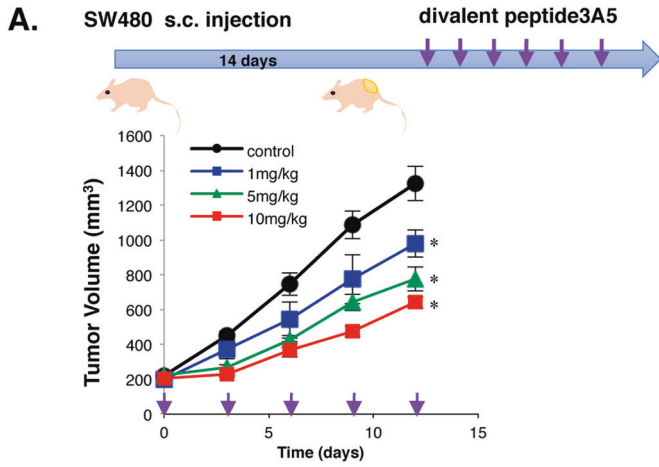 A.
SW480 s.c. injection
divalent peptide3A5
14 days
1600
1400
1200
1000
800
600
400
200
0
Tumor Volume (mm³)
control
1mg/kg
5mg/kg
10mg/kg
*
*
*
0 5 10 15
Time (days)